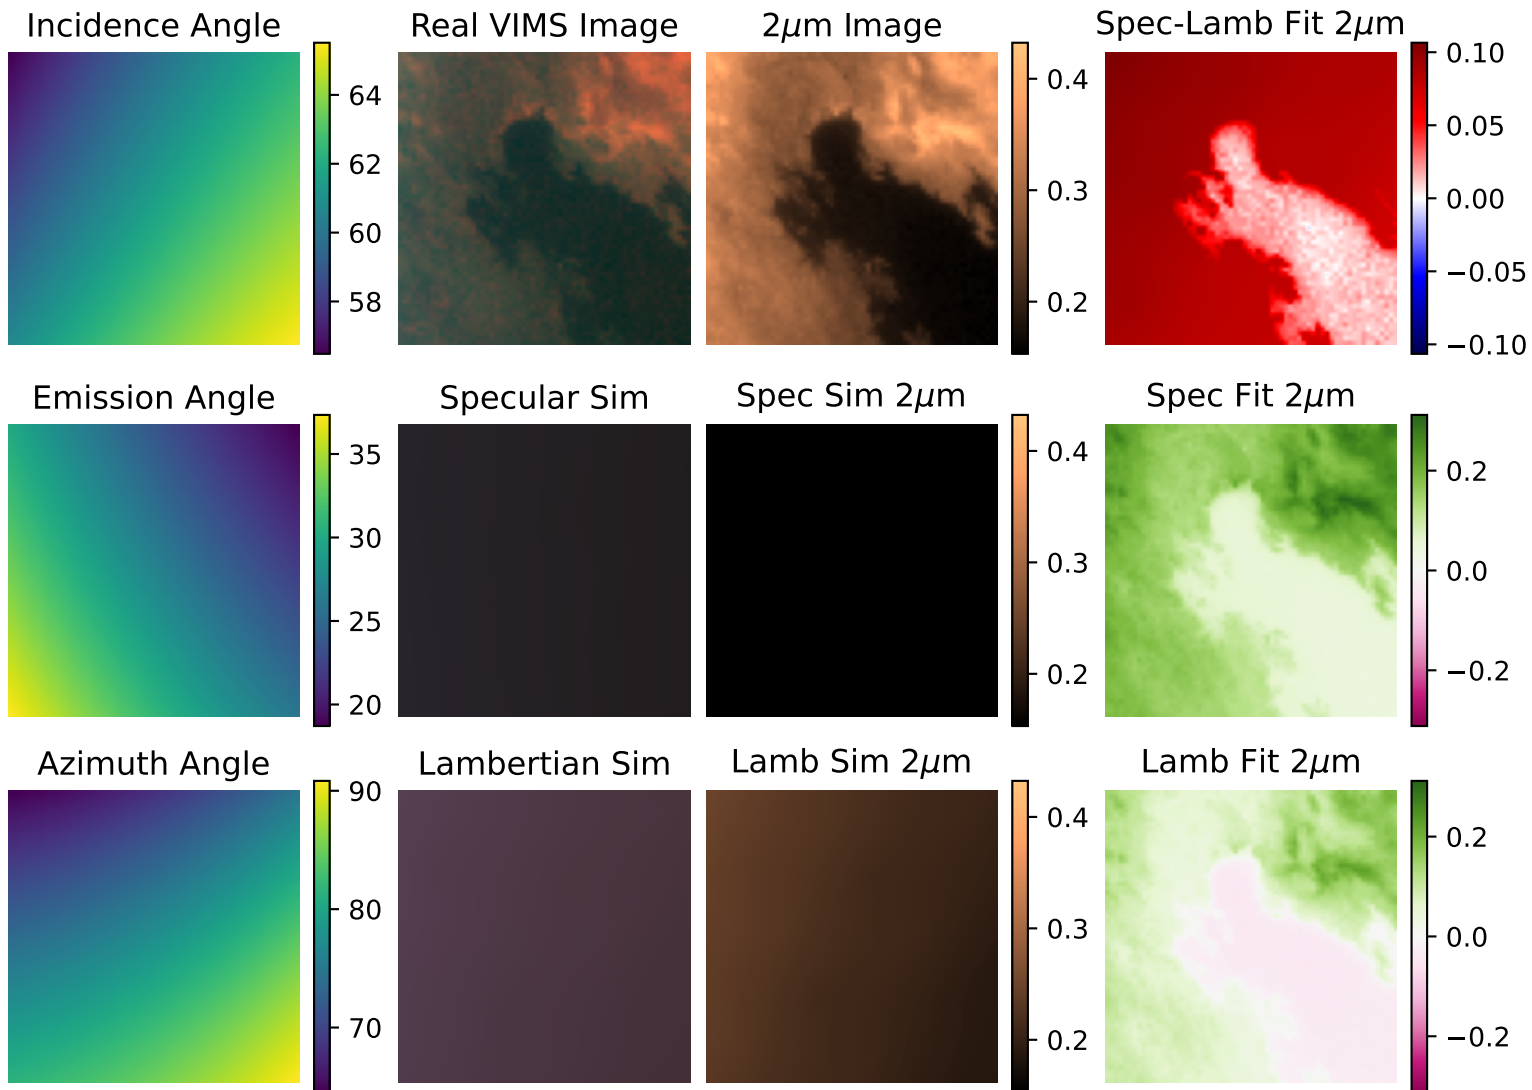 Incidence Angle
64
62
60
58
Real VIMS Image
2μm Image
0.4
0.3
0.2
Spec-Lamb Fit 2μm
0.10
0.05
0.00
−0.05
−0.10
Emission Angle
35
30
25
20
Specular Sim
Spec Sim 2μm
0.4
0.3
0.2
Spec Fit 2μm
0.2
0.0
−0.2
Azimuth Angle
90
80
70
Lambertian Sim
Lamb Sim 2μm
0.4
0.3
0.2
Lamb Fit 2μm
0.2
0.0
−0.2